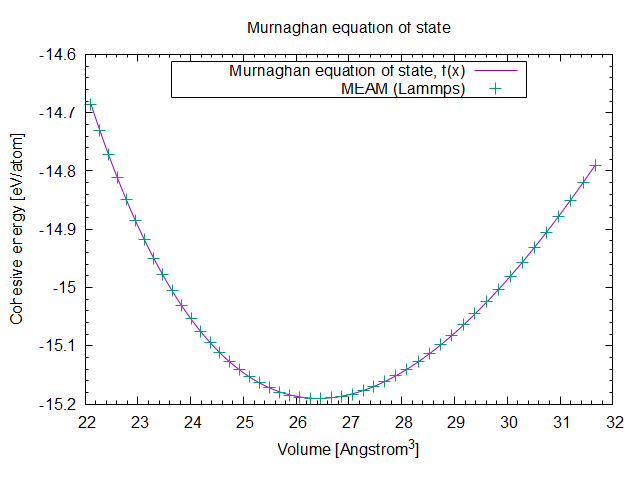 Murnaghan equation of state
Murnaghan equation of state, f(x)
MEAM (Lammps)
Cohesive energy [eV/atom]
-14.6
-14.7
-14.8
-14.9
-15
-15.1
-15.2
22 23 24 25 26 27 28 29 30 31 32
Volume [Angstrom³]